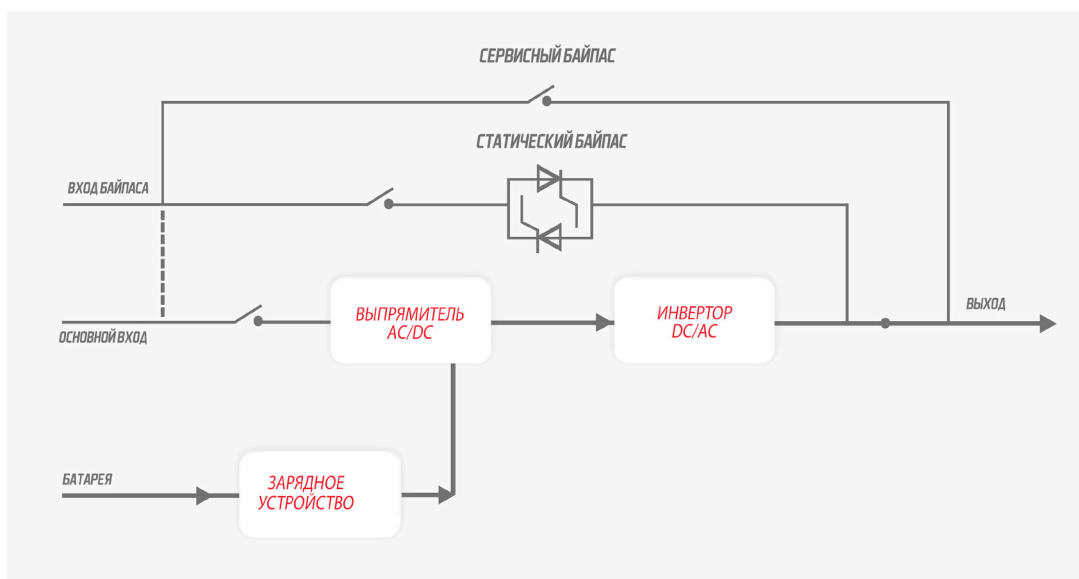 СЕРВИСНЫЙ БАЙПАС
СТАТИЧЕСКИЙ БАЙПАС
ВХОД БАЙПАСА
ВЫПРЯМИТЕЛЬ
AC/DC
ИНВЕРТОР
DC/AC
ВЫХОД
ОСНОВНОЙ ВХОД
БАТАРЕЯ
ЗАРЯДНОЕ
УСТРОЙСТВО